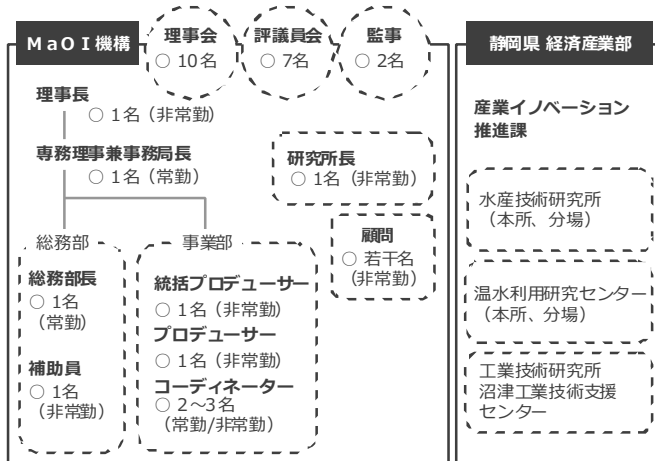 MaOI機構
理事会
○ 10名
評議員会
○ 7名
監事
○ 2名
理事長
○ 1名（非常勤）
専務理事兼事務局長
○ 1名（常勤）
研究所長
○ 1名（非常勤）
顧問
○ 若干名
（非常勤）
総務部
総務部長
○ 1名
（常勤）
補助員
○ 1名
（非常勤）
事業部
統括プロデューサー
○ 1名（非常勤）
プロデューサー
○ 1名（非常勤）
コーディネーター
○ 2～3名
（常勤/非常勤）
静岡県 経済産業部
産業イノベーション
推進課
水産技術研究所
（本所、分場）
温水利用研究センター
（本所、分場）
工業技術研究所
沼津工業技術支援
センター